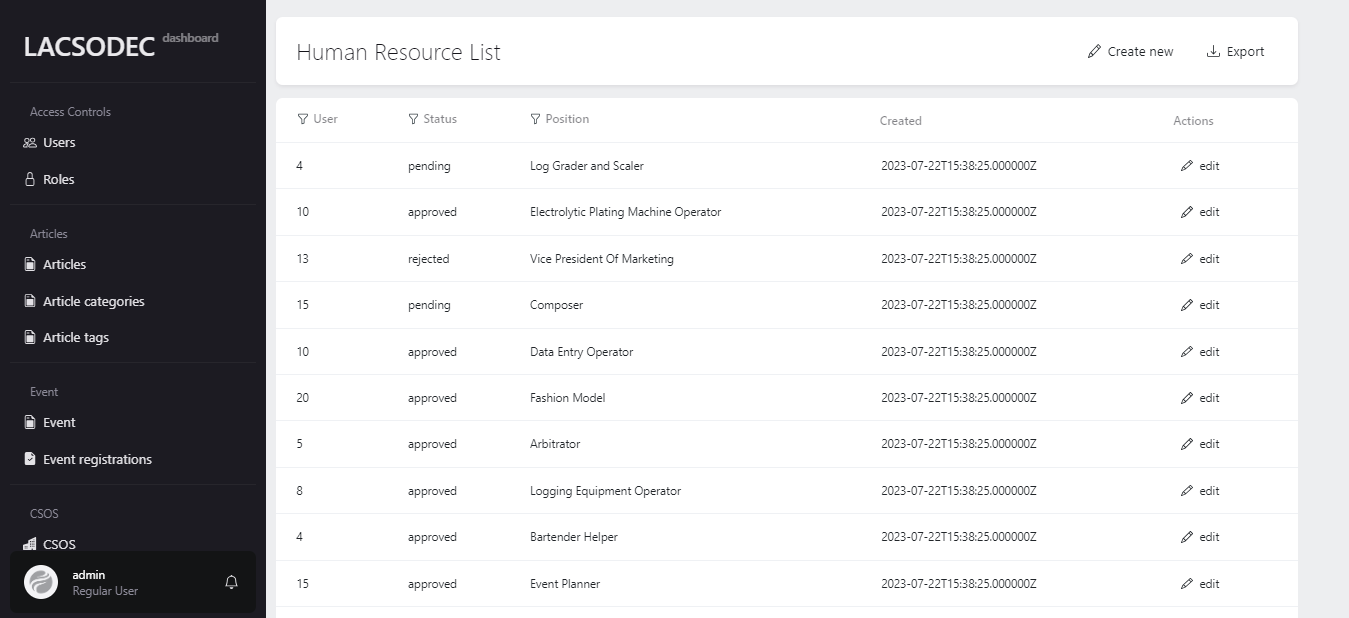 LACSODEC dashboard
Access Controls
Users
Roles
Articles
Articles
Article categories
Article tags
Event
Event
Event registrations
CSOS
CSOS
admin
Regular User
Human Resource List
Create new
Export
User Status Position Created Actions
4 pending Log Grader and Scaler 2023-07-22T15:38:25.000000Z edit
10 approved Electrolytic Plating Machine Operator 2023-07-22T15:38:25.000000Z edit
13 rejected Vice President Of Marketing 2023-07-22T15:38:25.000000Z edit
15 pending Composer 2023-07-22T15:38:25.000000Z edit
10 approved Data Entry Operator 2023-07-22T15:38:25.000000Z edit
20 approved Fashion Model 2023-07-22T15:38:25.000000Z edit
5 approved Arbitrator 2023-07-22T15:38:25.000000Z edit
8 approved Logging Equipment Operator 2023-07-22T15:38:25.000000Z edit
4 approved Bartender Helper 2023-07-22T15:38:25.000000Z edit
15 approved Event Planner 2023-07-22T15:38:25.000000Z edit